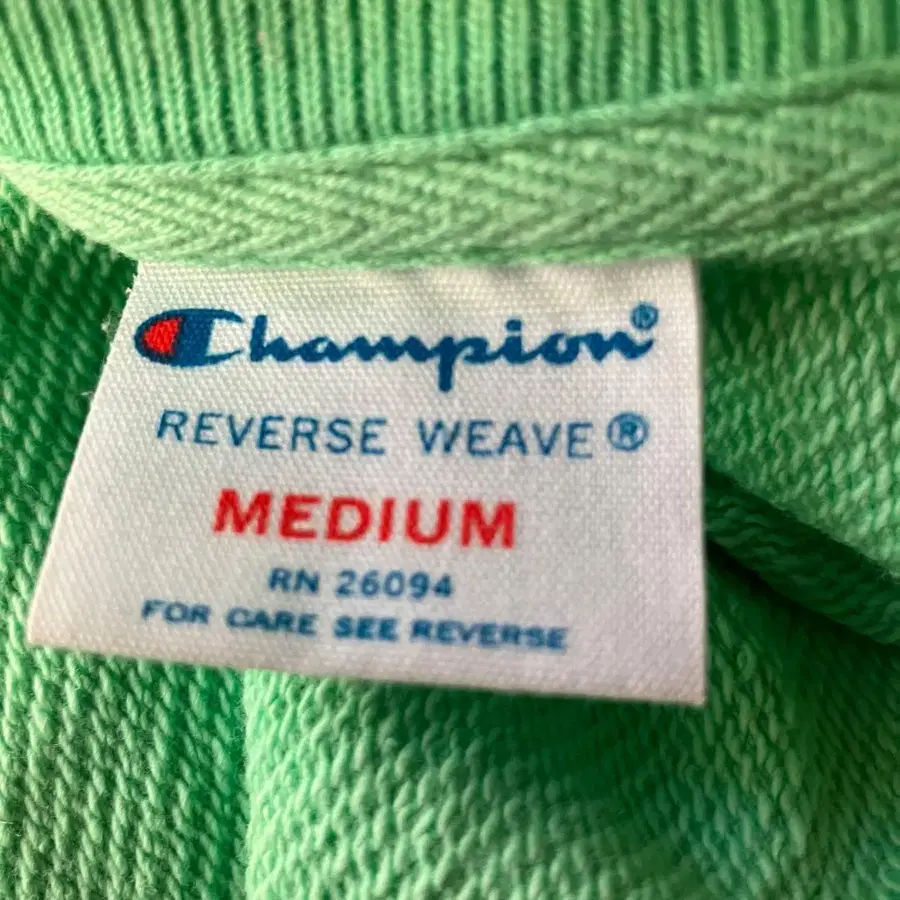 Champion®
REVERSE WEAVE®
MEDIUM
RN 26094
FOR CARE SEE REVERSE